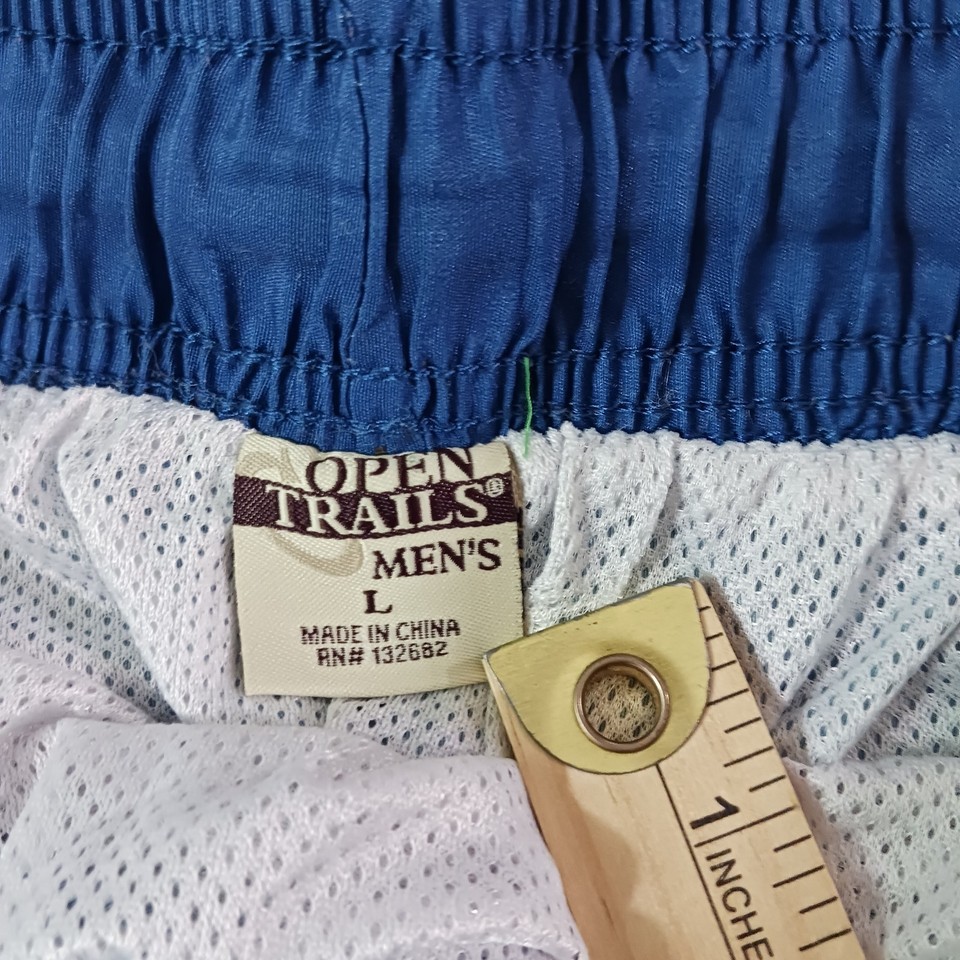 OPEN
TRAILS®
MEN'S
L
MADE IN CHINA
RN# 132682
1
INCHE